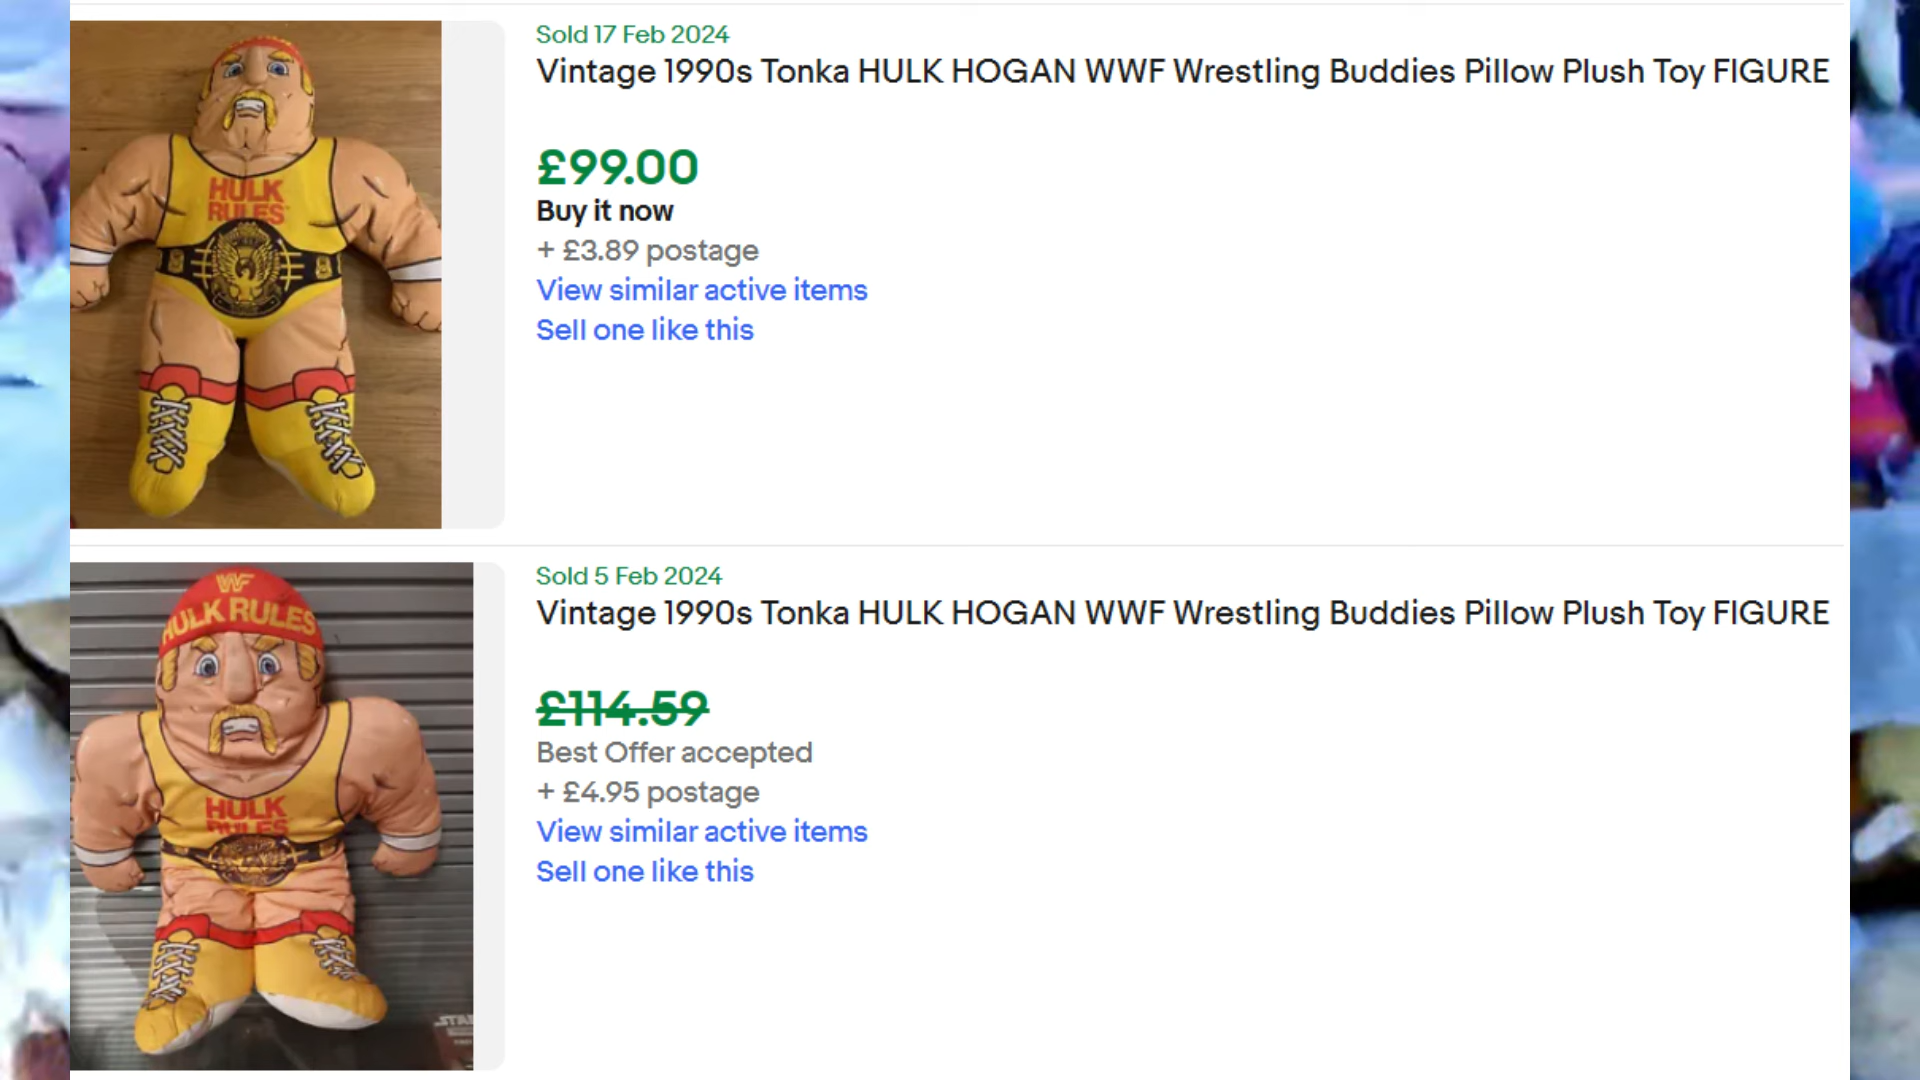 Sold 17 Feb 2024
Vintage 1990s Tonka HULK HOGAN WWF Wrestling Buddies Pillow Plush Toy FIGURE
£99.00
Buy it now
+ £3.89 postage
View similar active items
Sell one like this
HULK
RULES
Sold 5 Feb 2024
Vintage 1990s Tonka HULK HOGAN WWF Wrestling Buddies Pillow Plush Toy FIGURE
£114.59
Best Offer accepted
+ £4.95 postage
View similar active items
Sell one like this
WF
HULK RULES
HULK
RULES